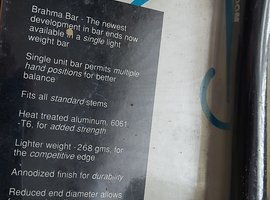 Brahma Bar - The newest
development in bar ends now
available in a single light
weight bar
Single unit bar permits multiple
hand positions for better
balance
Fits all standard stems
Heat treated aluminum, 6061
-T6, for added strength
Lighter weight -268 gms, for
the competitive edge
Annodized finish for durability
Reduced end diameter allows